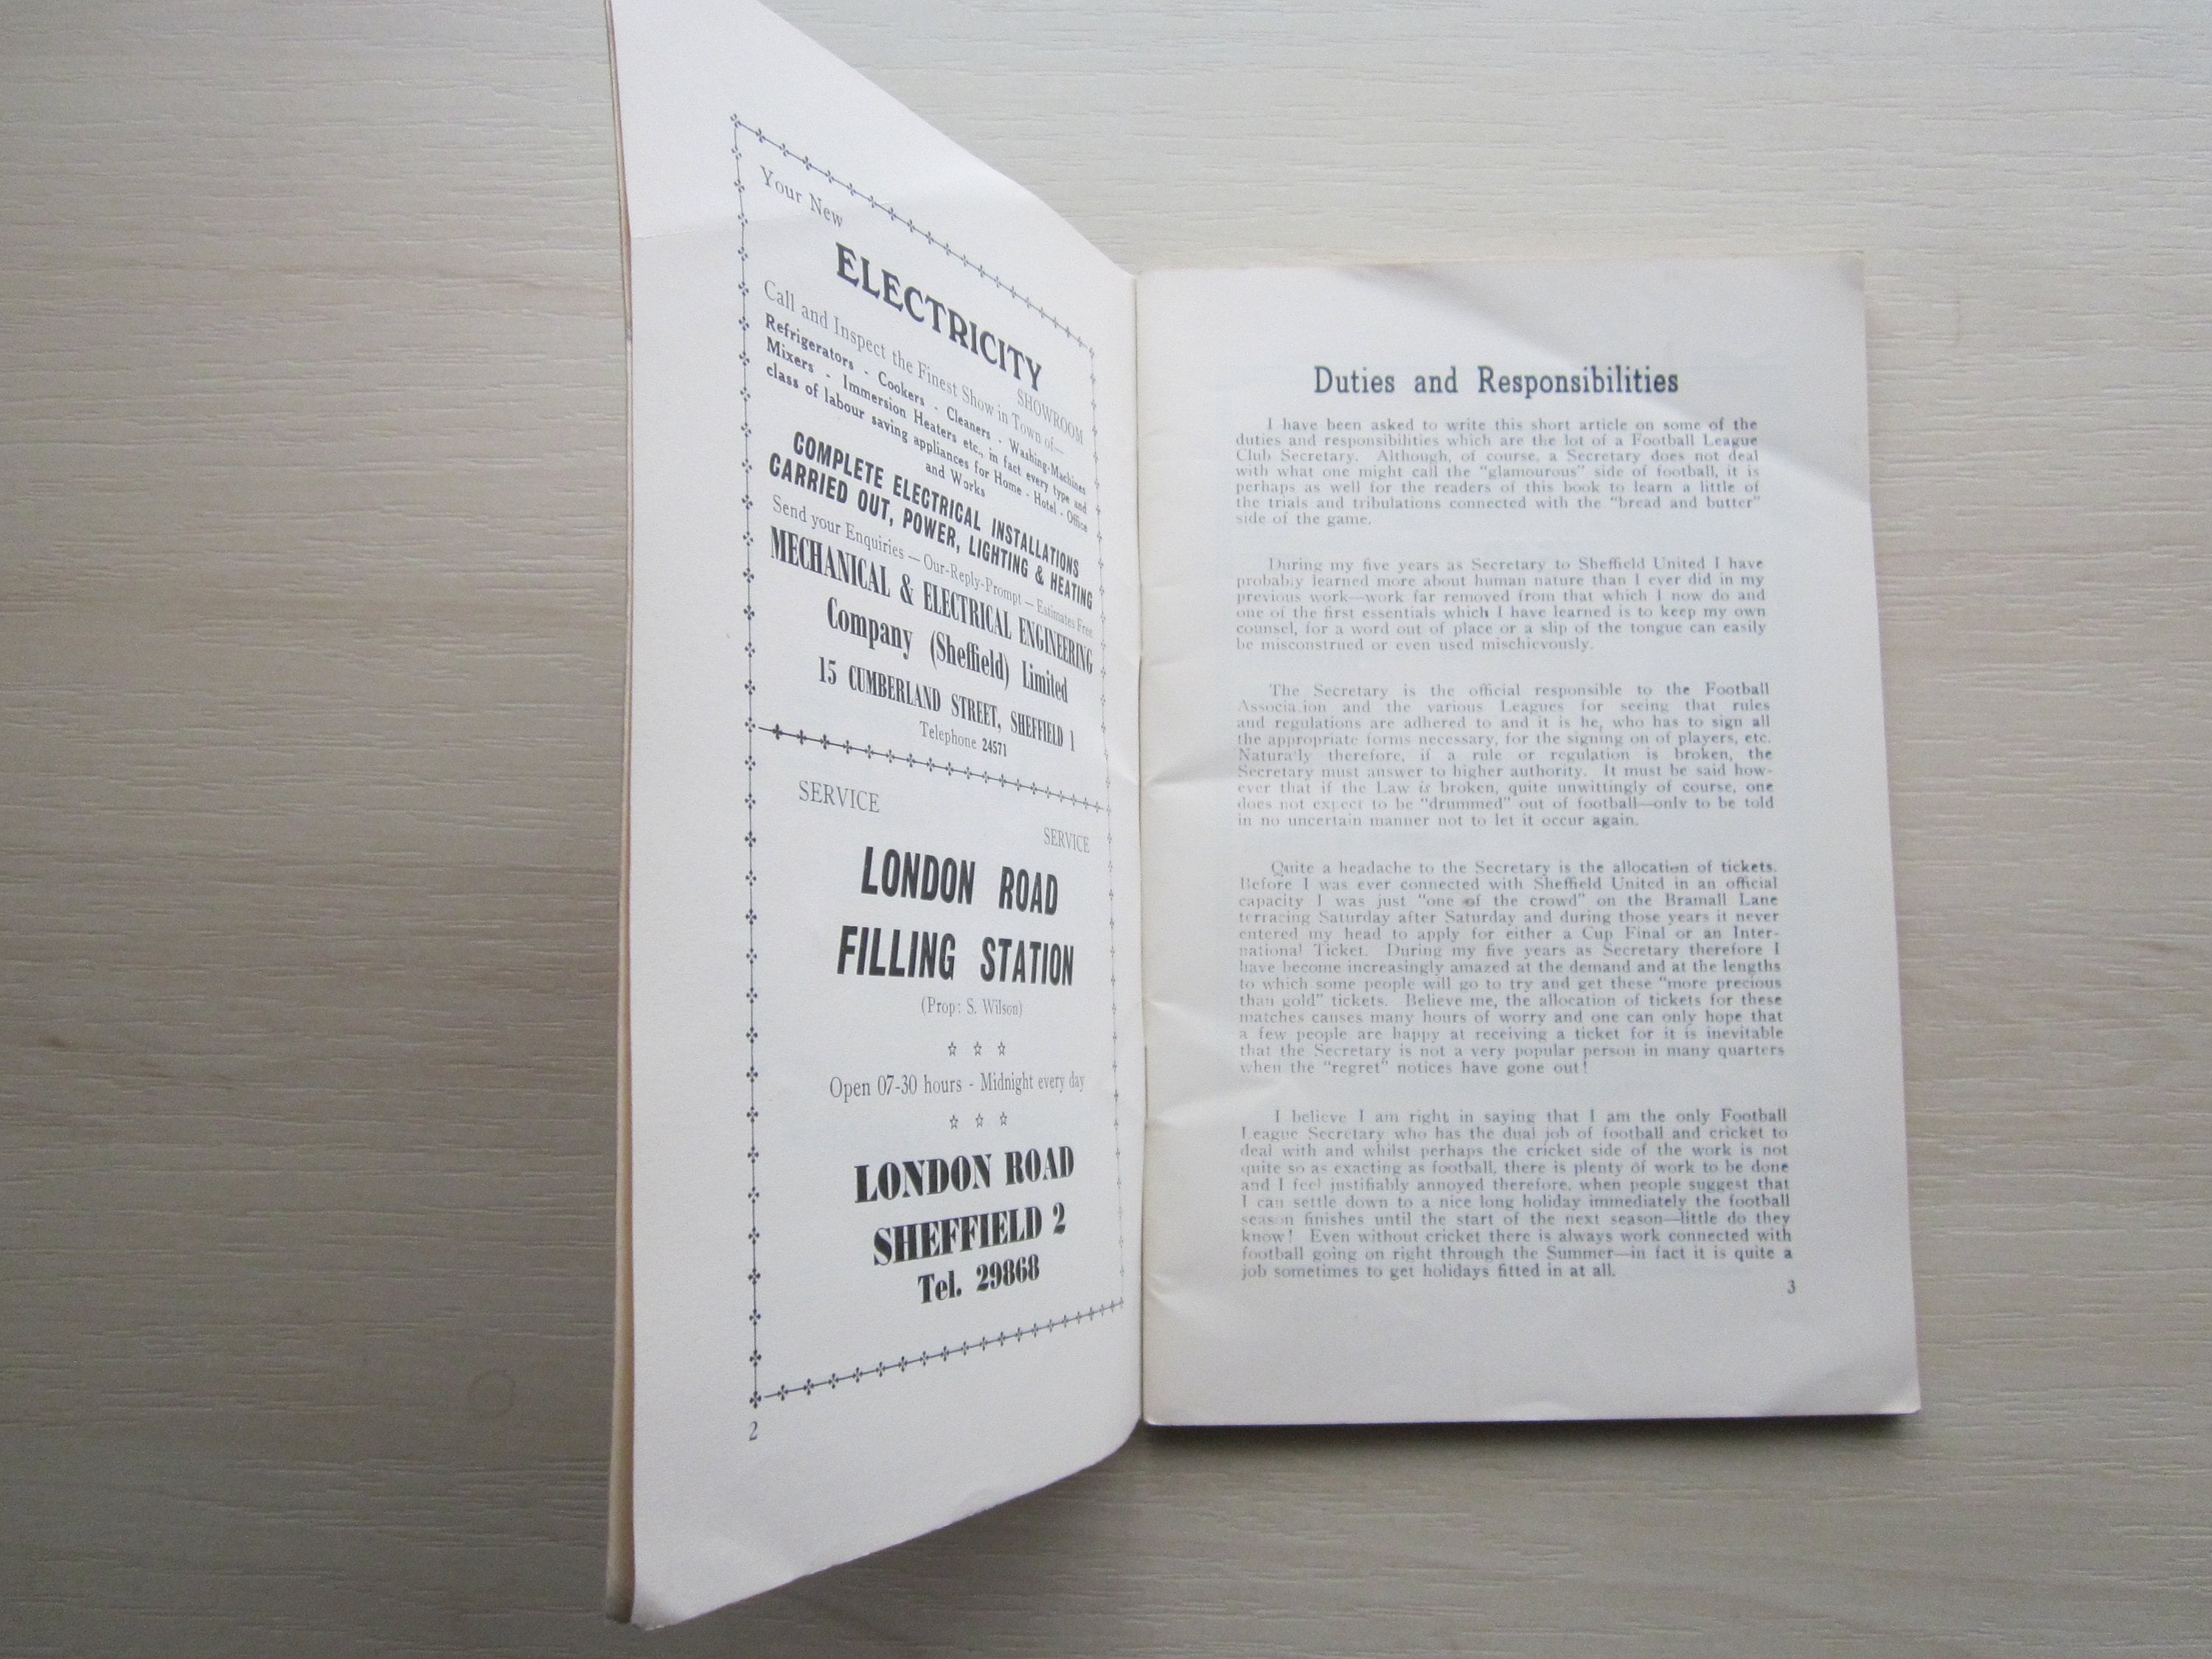 Your New
ELECTRICITY
SHOWROOM
Call and Inspect the Finest Show in Town of—
Refrigerators - Cookers - Cleaners - Washing-Machines
Mixers - Immersion Heaters etc., in fact every type and
class of labour saving appliances for Home - Hotel - Office
and Works
COMPLETE ELECTRICAL INSTALLATIONS
CARRIED OUT, POWER, LIGHTING & HEATING
Send your Enquiries — Our-Reply-Prompt — Estimates Free
MECHANICAL & ELECTRICAL ENGINEERING
Company (Sheffield) Limited
15 CUMBERLAND STREET, SHEFFIELD 1
Telephone 24571
SERVICE
SERVICE
LONDON ROAD
FILLING STATION
(Prop: S. Wilson)
☆ ☆ ☆
Open 07-30 hours - Midnight every day
☆ ☆ ☆
LONDON ROAD
SHEFFIELD 2
Tel. 29868
2
Duties and Responsibilities
I have been asked to write this short article on some of the
duties and responsibilities which are the lot of a Football League
Club Secretary. Although, of course, a Secretary does not deal
with what one might call the "glamourous" side of football, it is
perhaps as well for the readers of this book to learn a little of
the trials and tribulations connected with the "bread and butter"
side of the game.
During my five years as Secretary to Sheffield United I have
probably learned more about human nature than I ever did in my
previous work—work far removed from that which I now do and
one of the first essentials which I have learned is to keep my own
counsel, for a word out of place or a slip of the tongue can easily
be misconstrued or even used mischievously.
The Secretary is the official responsible to the Football
Association and the various Leagues for seeing that rules
and regulations are adhered to and it is he, who has to sign all
the appropriate forms necessary, for the signing on of players, etc.
Naturally therefore, if a rule or regulation is broken, the
Secretary must answer to higher authority. It must be said how-
ever that if the Law is broken, quite unwittingly of course, one
does not expect to be "drummed" out of football—only to be told
in no uncertain manner not to let it occur again.
Quite a headache to the Secretary is the allocation of tickets.
Before I was ever connected with Sheffield United in an official
capacity I was just "one of the crowd" on the Bramall Lane
terracing Saturday after Saturday and during those years it never
entered my head to apply for either a Cup Final or an Inter-
national Ticket. During my five years as Secretary therefore I
have become increasingly amazed at the demand and at the lengths
to which some people will go to try and get these "more precious
than gold" tickets. Believe me, the allocation of tickets for these
matches causes many hours of worry and one can only hope that
a few people are happy at receiving a ticket for it is inevitable
that the Secretary is not a very popular person in many quarters
when the "regret" notices have gone out!
I believe I am right in saying that I am the only Football
League Secretary who has the dual job of football and cricket to
deal with and whilst perhaps the cricket side of the work is not
quite so as exacting as football, there is plenty of work to be done
and I feel justifiably annoyed therefore, when people suggest that
I can settle down to a nice long holiday immediately the football
season finishes until the start of the next season—little do they
know! Even without cricket there is always work connected with
football going on right through the Summer—in fact it is quite a
job sometimes to get holidays fitted in at all.
3